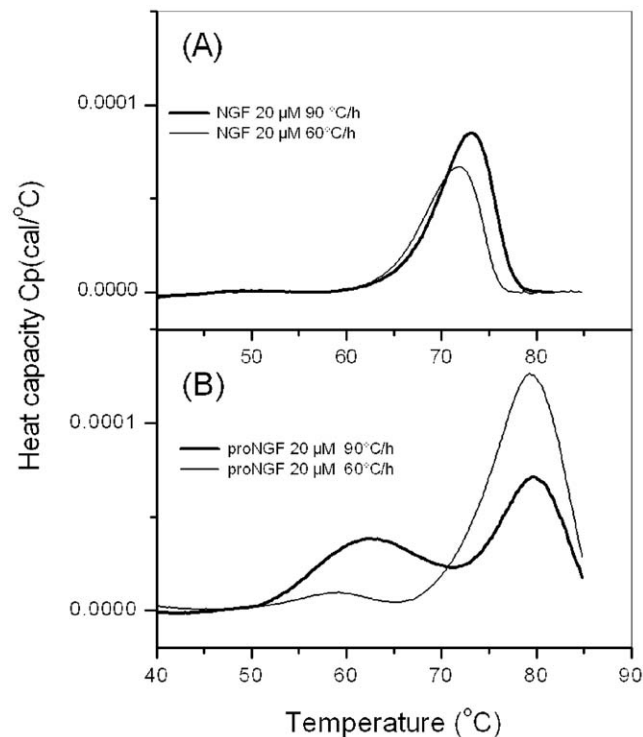 (A)
0.0001
NGF 20 µM 90 °C/h
NGF 20 µM 60°C/h
0.0000
50 60 70 80
(B)
0.0001
proNGF 20 µM 90°C/h
proNGF 20 µM 60°C/h
0.0000
40 50 60 70 80 90
Heat capacity Cp(cal/°C)
Temperature (°C)